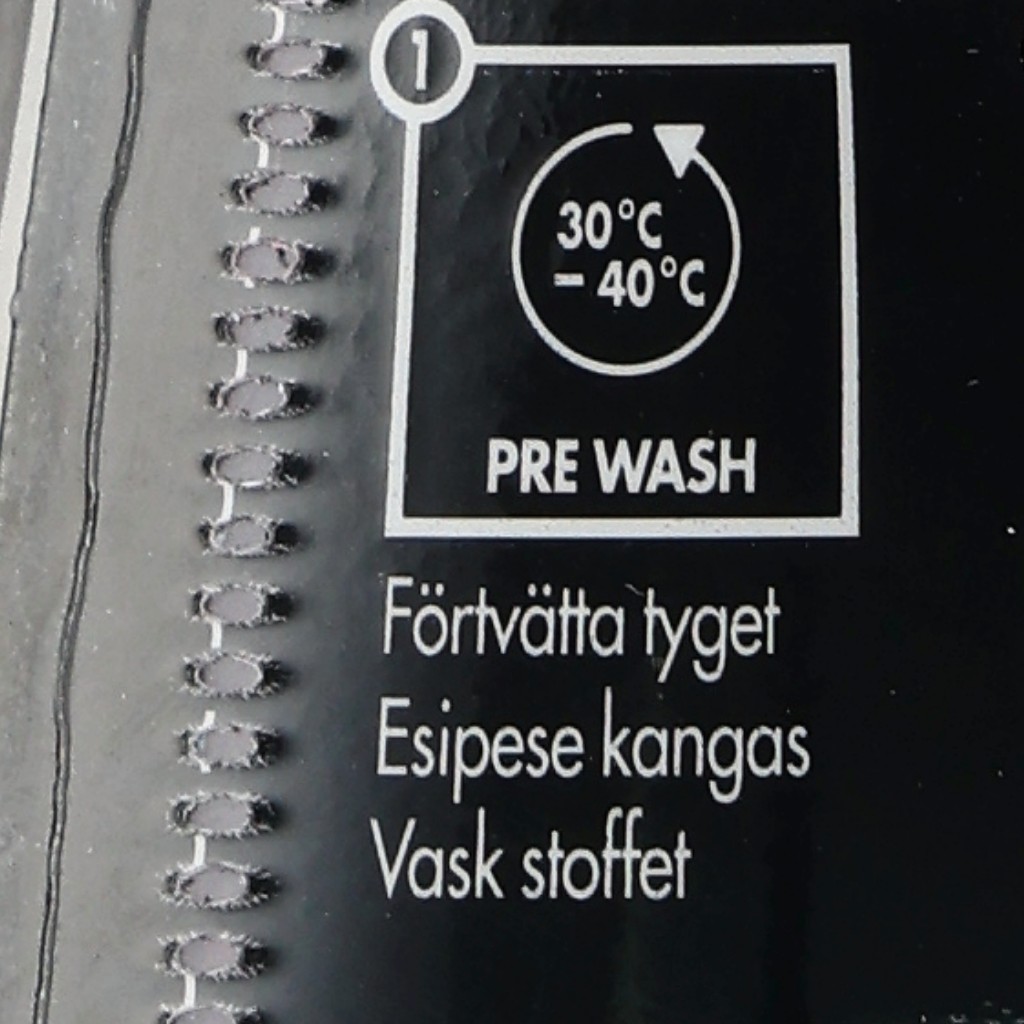 1
30°C
– 40°C
PRE WASH
Förtvätta tyget
Esipese kangas
Vask stoffet